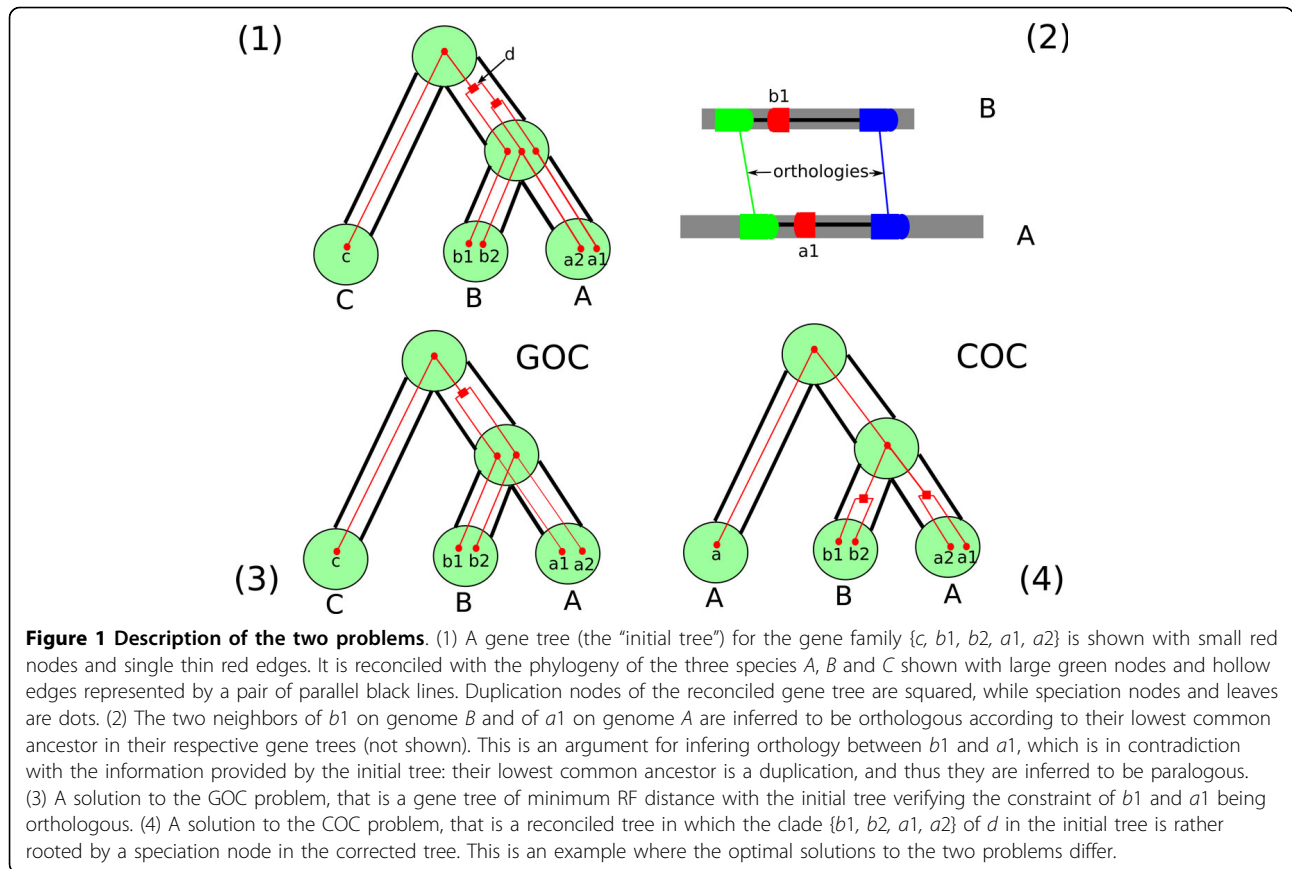 (1)
d
b1 b2
a2 a1
c
C
B
A
(2)
b1
B
orthologies
A
a1
(3)
GOC
c
b1 b2
a1 a2
C
B
A
(4)
COC
a
b1 b2
a2 a1
A
B
A
Figure 1 Description of the two problems. (1) A gene tree (the "initial tree") for the gene family {c, b1, b2, a1, a2} is shown with small red
nodes and single thin red edges. It is reconciled with the phylogeny of the three species A, B and C shown with large green nodes and hollow
edges represented by a pair of parallel black lines. Duplication nodes of the reconciled gene tree are squared, while speciation nodes and leaves
are dots. (2) The two neighbors of b1 on genome B and of a1 on genome A are inferred to be orthologous according to their lowest common
ancestor in their respective gene trees (not shown). This is an argument for infering orthology between b1 and a1, which is in contradiction
with the information provided by the initial tree: their lowest common ancestor is a duplication, and thus they are inferred to be paralogous.
(3) A solution to the GOC problem, that is a gene tree of minimum RF distance with the initial tree verifying the constraint of b1 and a1 being
orthologous. (4) A solution to the COC problem, that is a reconciled tree in which the clade {b1, b2, a1, a2} of d in the initial tree is rather
rooted by a speciation node in the corrected tree. This is an example where the optimal solutions to the two problems differ.